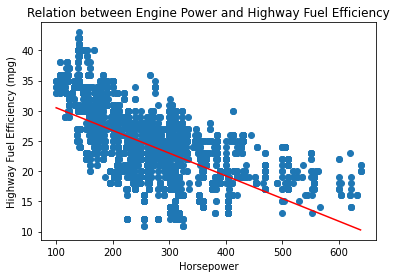 Relation between Engine Power and Highway Fuel Efficiency
Highway Fuel Efficiency (mpg)
40
35
30
25
20
15
10
100 200 300 400 500 600
Horsepower